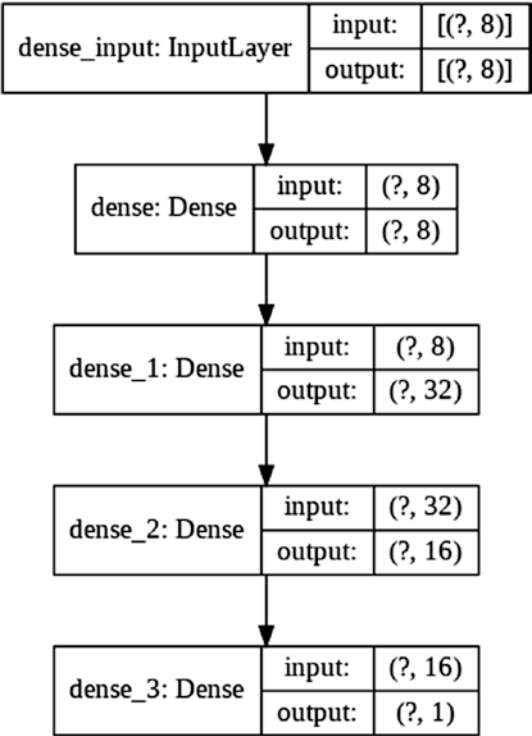 dense_input: InputLayer
input: [(?, 8)]
output: [(?, 8)]
dense: Dense
input: (?, 8)
output: (?, 8)
dense_1: Dense
input: (?, 8)
output: (?, 32)
dense_2: Dense
input: (?, 32)
output: (?, 16)
dense_3: Dense
input: (?, 16)
output: (?, 1)